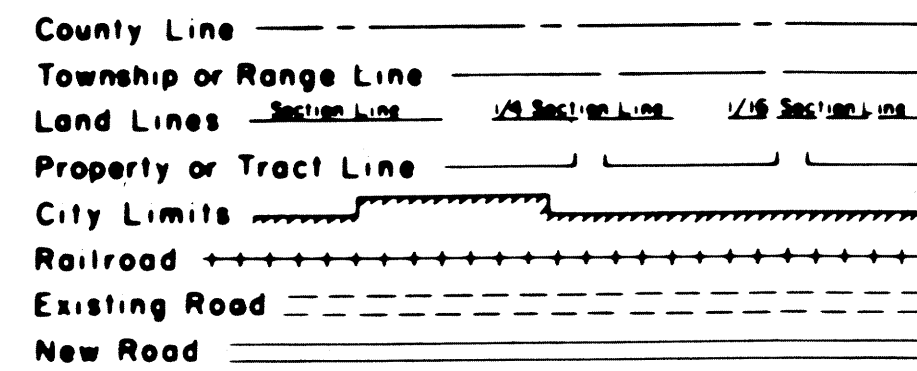 County Line
Township or Range Line
Land Lines Section Line 1/4 Section Line 1/16 Section Line
Property or Tract Line
City Limits
Railroad
Existing Road
New Road